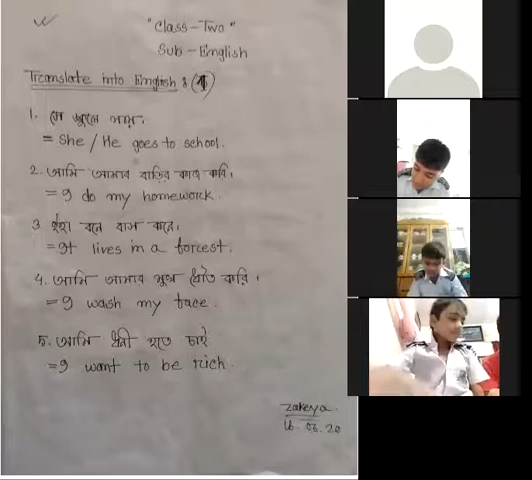 "Class-Two"
Sub-English
Translate into English : (1)
1. সে স্কুলে যায়।
= She / He goes to school.
2. আমি আমার বাড়ির কাজ করি।
= I do my homework.
3. ইহা বনে বাস করে।
= It lives in a forest.
4. আমি আমার মুখ ধৌত করি।
= I wash my face.
৫. আমি ধনী হতে চাই
= I want to be rich.
Zakeya.
16.06.20